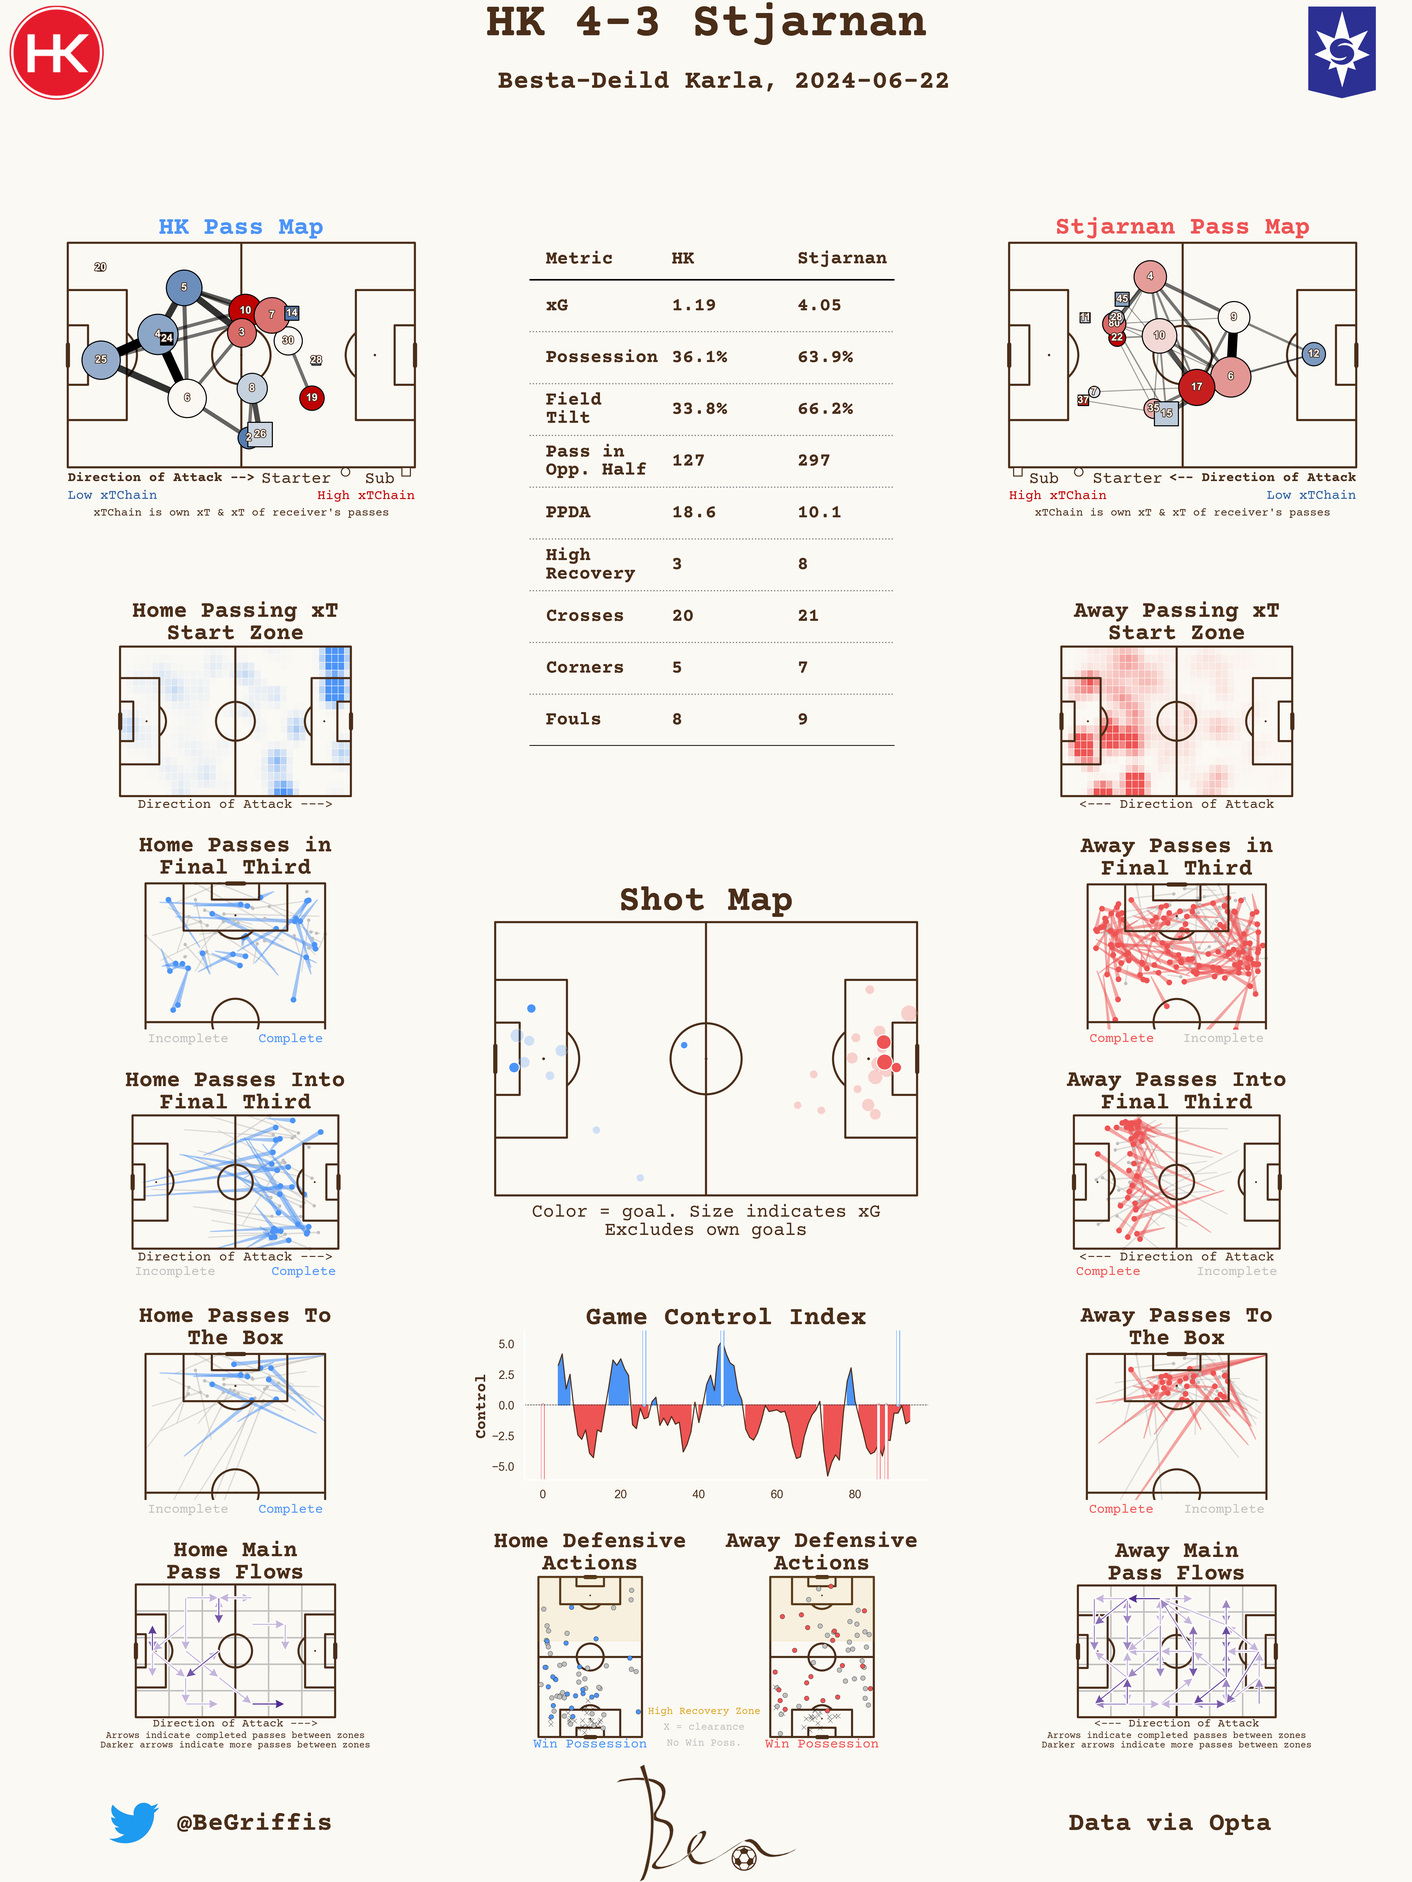 HK 4-3 Stjarnan
Besta-Deild Karla, 2024-06-22
HK
HK Pass Map
20
5
10
7
14
3
4
24
30
25
28
8
6
19
2
26
Direction of Attack --> Starter Sub
Low xTChain High xTChain
xTChain is own xT & xT of receiver's passes
Metric HK Stjarnan
xG 1.19 4.05
Possession 36.1% 63.9%
Field
Tilt 33.8% 66.2%
Pass in
Opp. Half 127 297
PPDA 18.6 10.1
High
Recovery 3 8
Crosses 20 21
Corners 5 7
Fouls 8 9
Stjarnan Pass Map
4
45
11
28
80
9
10
22
12
6
17
7
37
35
15
Sub Starter <-- Direction of Attack
High xTChain Low xTChain
xTChain is own xT & xT of receiver's passes
Home Passing xT
Start Zone
Direction of Attack --->
Away Passing xT
Start Zone
<--- Direction of Attack
Home Passes in
Final Third
Incomplete Complete
Away Passes in
Final Third
Complete Incomplete
Shot Map
Color = goal. Size indicates xG
Excludes own goals
Home Passes Into
Final Third
Direction of Attack --->
Incomplete Complete
Away Passes Into
Final Third
<--- Direction of Attack
Complete Incomplete
Home Passes To
The Box
Incomplete Complete
Game Control Index
Control
5.0
2.5
0.0
−2.5
−5.0
0 20 40 60 80
Away Passes To
The Box
Complete Incomplete
Home Main
Pass Flows
Direction of Attack --->
Arrows indicate completed passes between zones
Darker arrows indicate more passes between zones
Home Defensive
Actions
Win Possession
Away Defensive
Actions
Win Possession
High Recovery Zone
X = clearance
No Win Poss.
Away Main
Pass Flows
<--- Direction of Attack
Arrows indicate completed passes between zones
Darker arrows indicate more passes between zones
@BeGriffis
Ben
Data via Opta